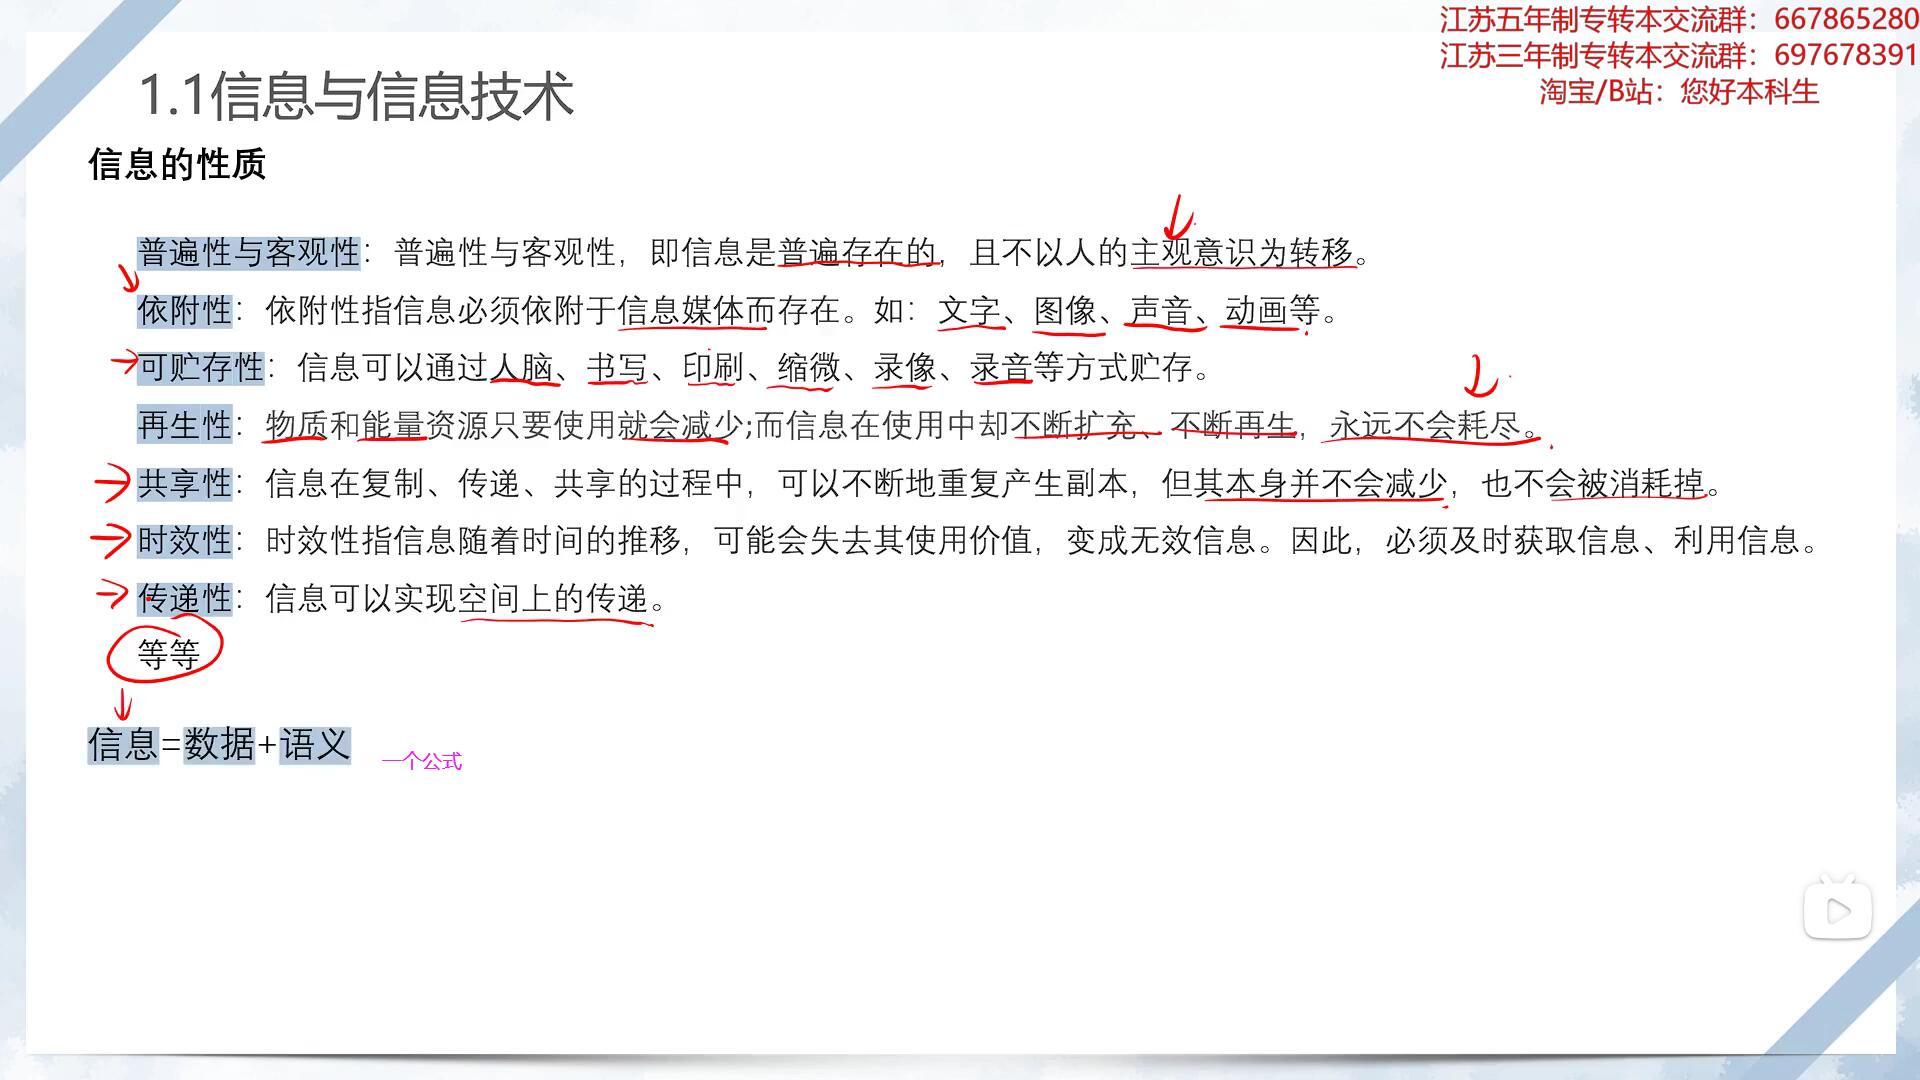 江苏五年制专转本交流群：667865280
江苏三年制专转本交流群：697678391
淘宝/B站：您好本科生
1.1信息与信息技术
信息的性质
普遍性与客观性：普遍性与客观性，即信息是普遍存在的，且不以人的主观意识为转移。
依附性：依附性指信息必须依附于信息媒体而存在。如：文字、图像、声音、动画等。
可贮存性：信息可以通过人脑、书写、印刷、缩微、录像、录音等方式贮存。
再生性：物质和能量资源只要使用就会减少;而信息在使用中却不断扩充、不断再生，永远不会耗尽。
共享性：信息在复制、传递、共享的过程中，可以不断地重复产生副本，但其本身并不会减少，也不会被消耗掉。
时效性：时效性指信息随着时间的推移，可能会失去其使用价值，变成无效信息。因此，必须及时获取信息、利用信息。
传递性：信息可以实现空间上的传递。
等等
信息=数据+语义
一个公式